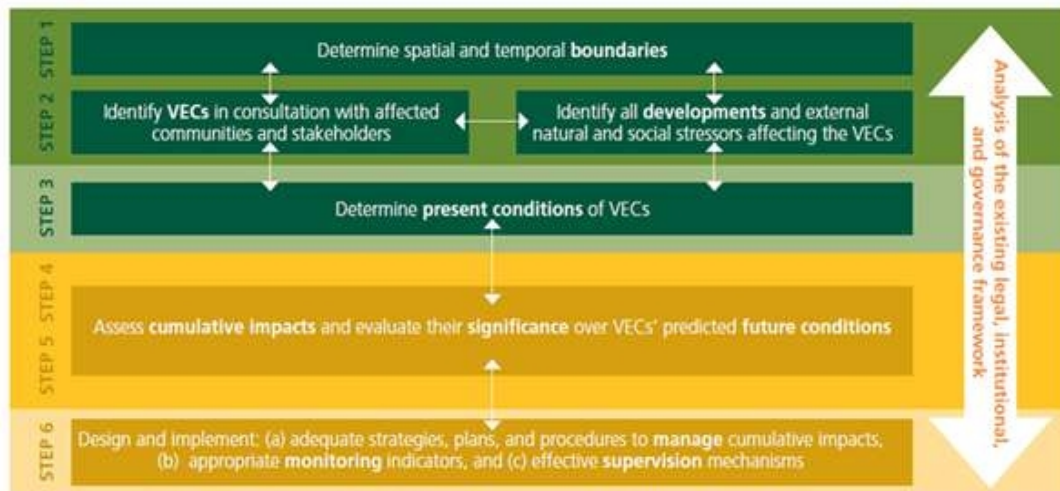 STEP 1
Determine spatial and temporal boundaries
STEP 2
Identify VECs in consultation with affected
communities and stakeholders
Identify all developments and external
natural and social stressors affecting the VECs
STEP 3
Determine present conditions of VECs
STEP 4
STEP 5
Assess cumulative impacts and evaluate their significance over VECs' predicted future conditions
STEP 6
Design and implement: (a) adequate strategies, plans, and procedures to manage cumulative impacts,
(b) appropriate monitoring indicators, and (c) effective supervision mechanisms
Analysis of the existing legal, institutional,
and governance framework